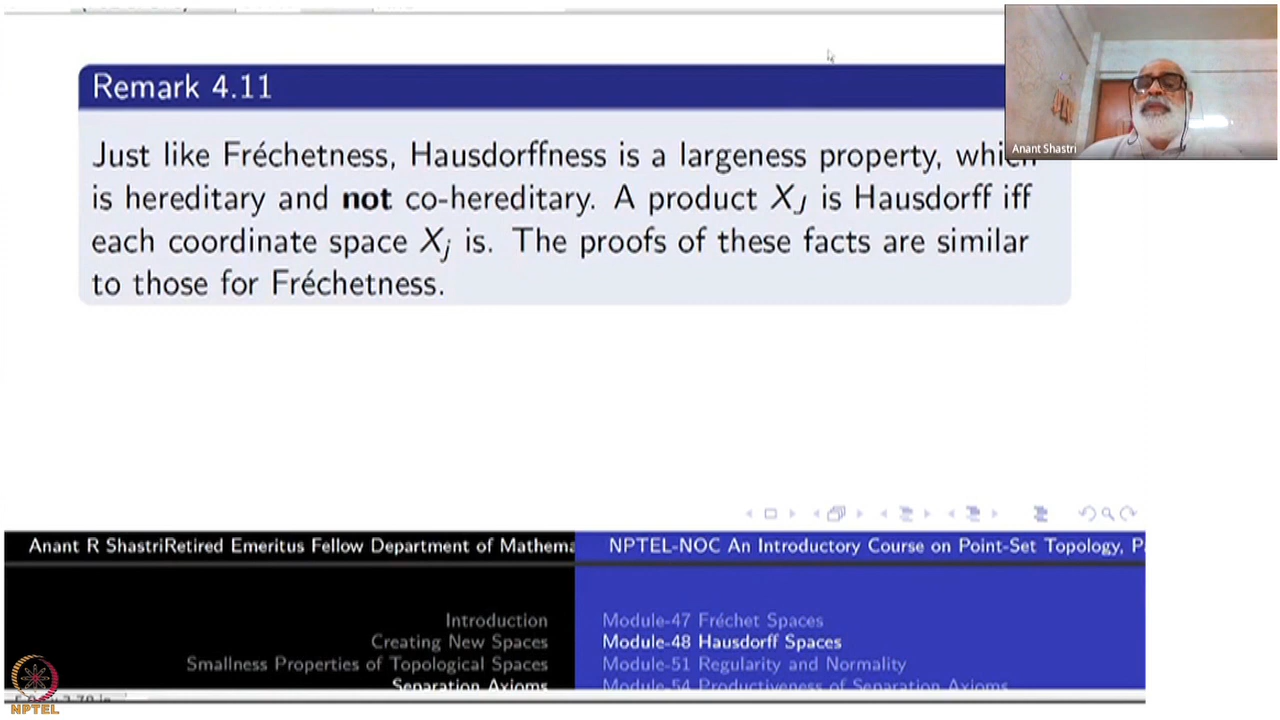 Remark 4.11
Just like Fréchetness, Hausdorffness is a largeness property, which
is hereditary and not co-hereditary. A product X_J is Hausdorff iff
each coordinate space X_j is. The proofs of these facts are similar
to those for Fréchetness.
Anant Shastri
Anant R ShastriRetired Emeritus Fellow Department of Mathema
NPTEL-NOC An Introductory Course on Point-Set Topology, P
Introduction
Creating New Spaces
Smallness Properties of Topological Spaces
Separation Axioms
Module-47 Fréchet Spaces
Module-48 Hausdorff Spaces
Module-51 Regularity and Normality
Module-54 Productiveness of Separation Axioms
NPTEL